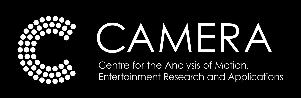 CAMERA
Centre for the Analysis of Motion,
Entertainment Research and Applications